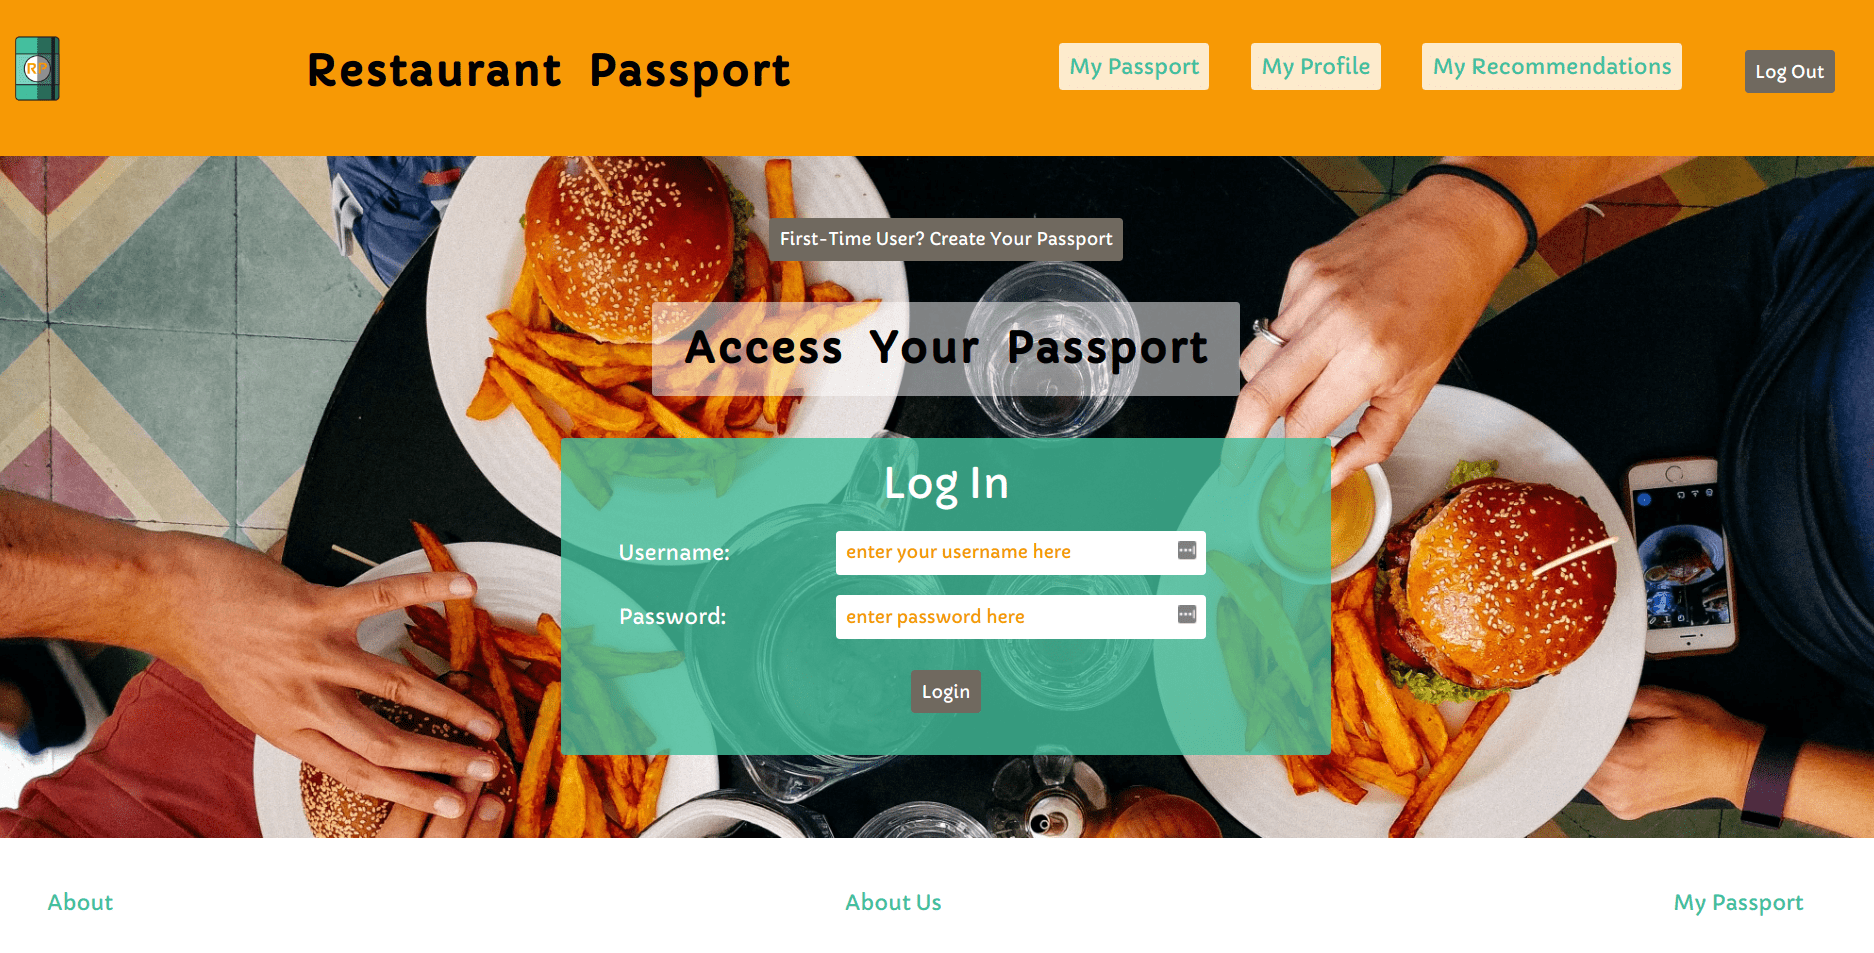 RP
Restaurant Passport
My Passport
My Profile
My Recommendations
Log Out
First-Time User? Create Your Passport
Access Your Passport
Log In
Username:
enter your username here
Password:
enter password here
Login
About
About Us
My Passport